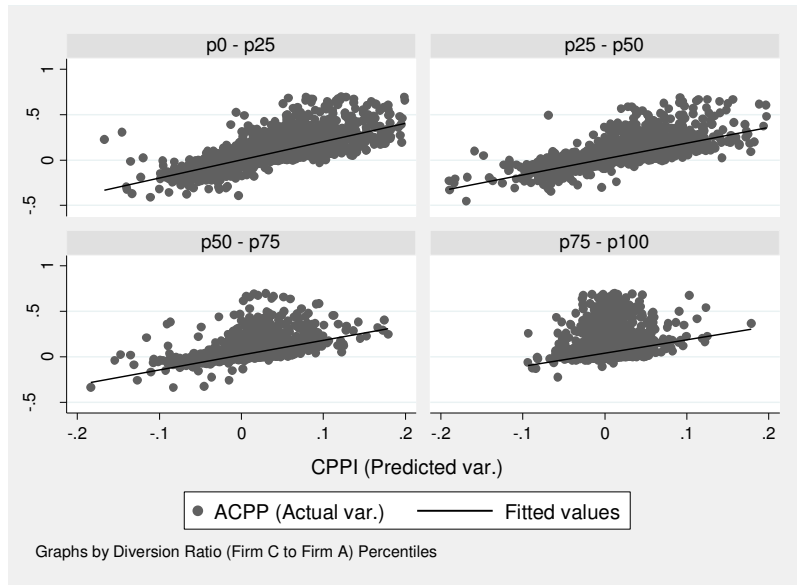 p0 - p25
p25 - p50
1
.5
0
-.5
p50 - p75
p75 - p100
1
.5
0
-.5
-.2 -.1 0 .1 .2
-.2 -.1 0 .1 .2
CPPI (Predicted var.)
ACPP (Actual var.) Fitted values
Graphs by Diversion Ratio (Firm C to Firm A) Percentiles